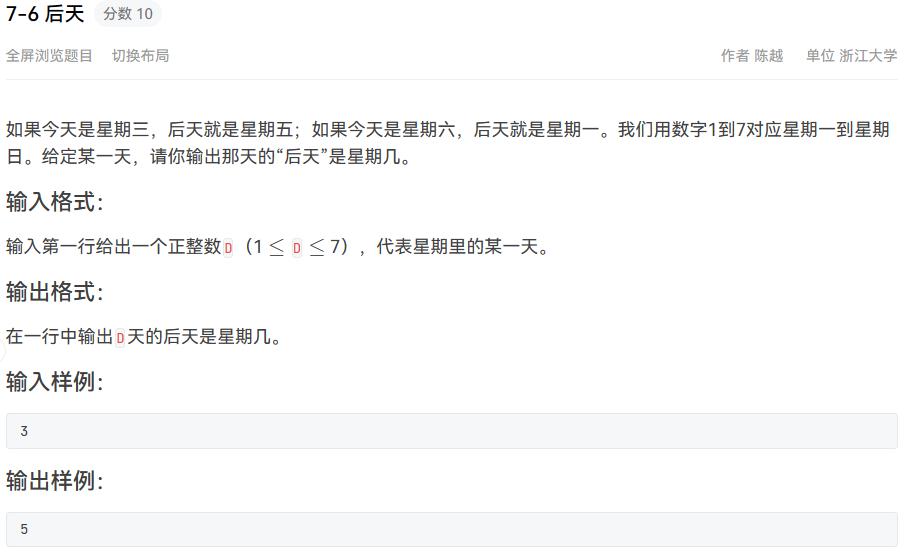 7-6 后天 分数 10
全屏浏览题目 切换布局 作者 陈越 单位 浙江大学
如果今天是星期三，后天就是星期五；如果今天是星期六，后天就是星期一。我们用数字1到7对应星期一到星期
日。给定某一天，请你输出那天的“后天”是星期几。
输入格式：
输入第一行给出一个正整数D（1 ≤ D ≤ 7），代表星期里的某一天。
输出格式：
在一行中输出D天的后天是星期几。
输入样例：
3
输出样例：
5